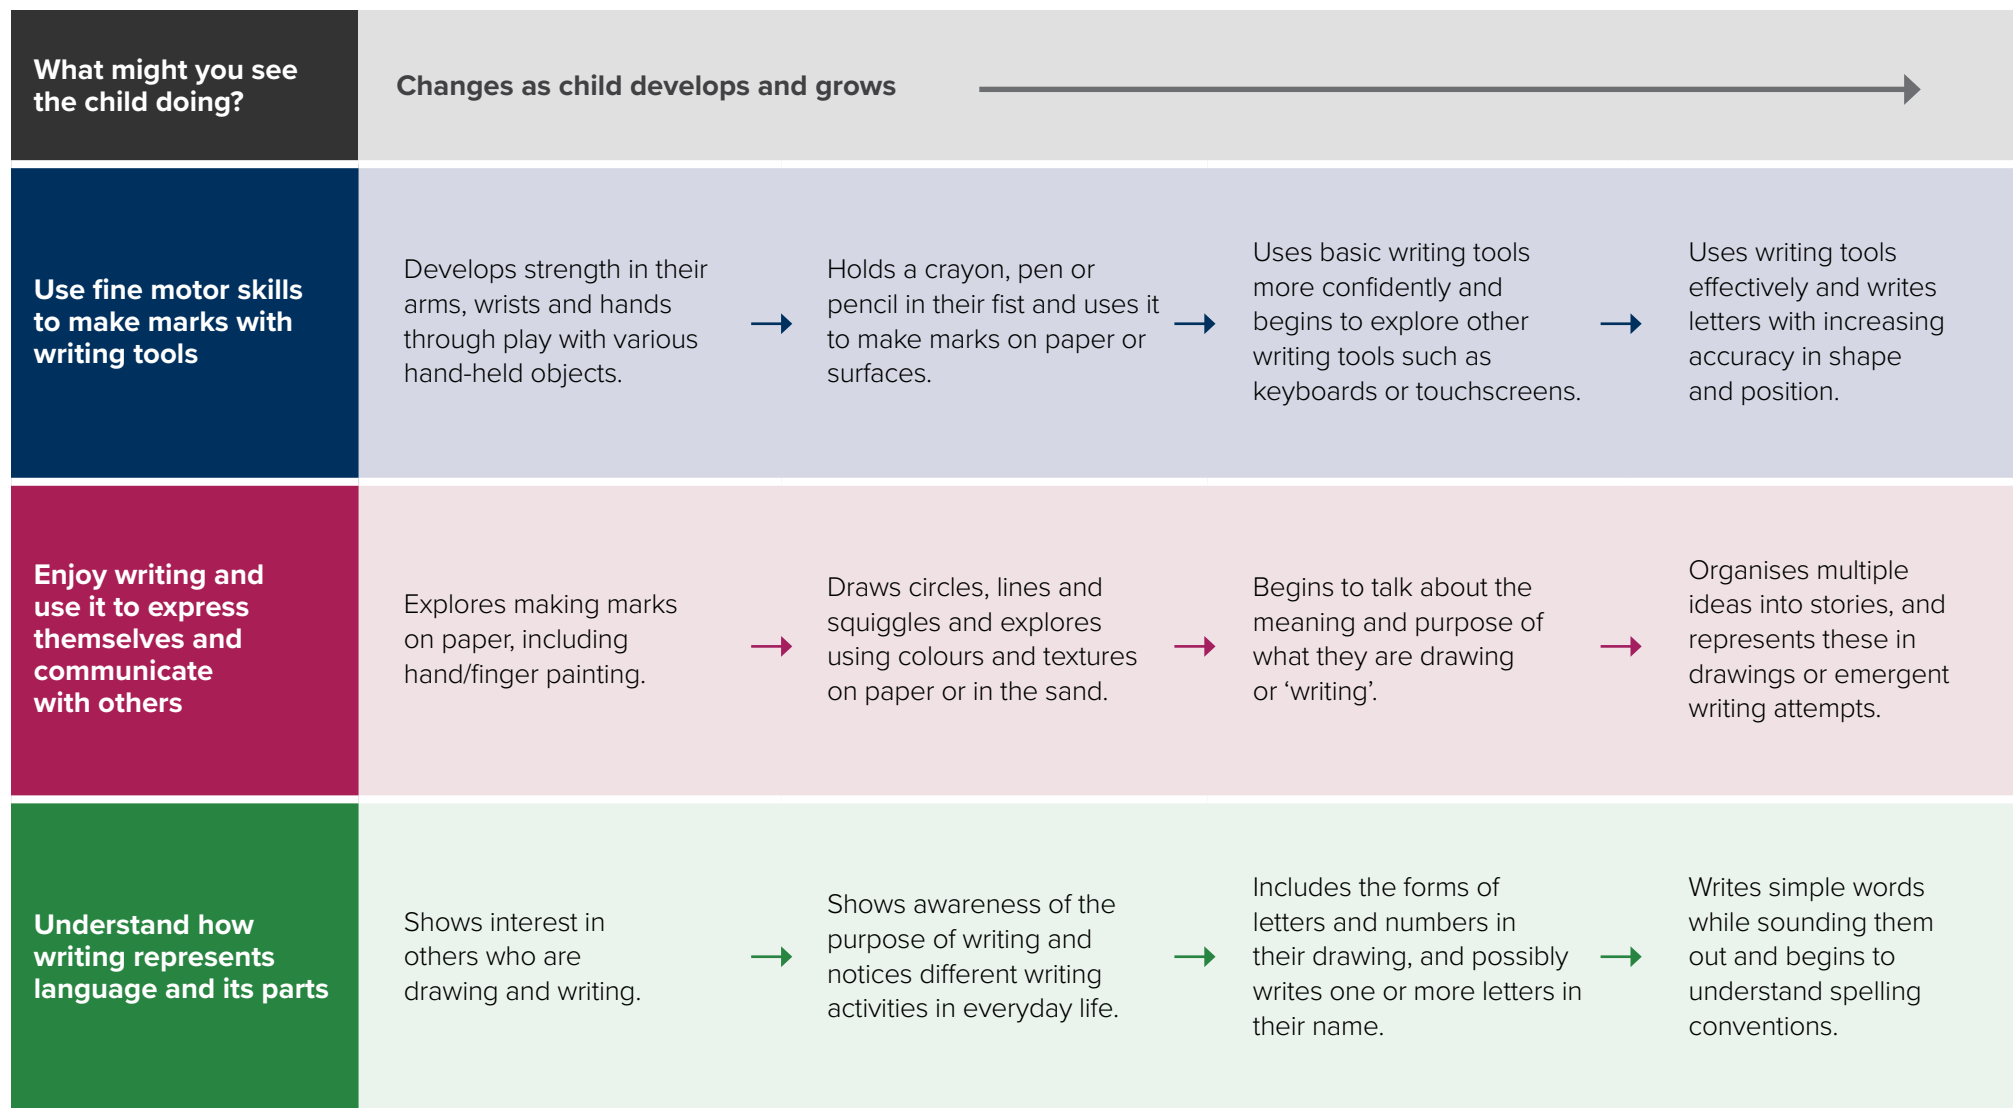 What might you see
the child doing?
Changes as child develops and grows
Use fine motor skills
to make marks with
writing tools
Develops strength in their
arms, wrists and hands
through play with various
hand-held objects.
Holds a crayon, pen or
pencil in their fist and uses it
to make marks on paper or
surfaces.
Uses basic writing tools
more confidently and
begins to explore other
writing tools such as
keyboards or touchscreens.
Uses writing tools
effectively and writes
letters with increasing
accuracy in shape
and position.
Enjoy writing and
use it to express
themselves and
communicate
with others
Explores making marks
on paper, including
hand/finger painting.
Draws circles, lines and
squiggles and explores
using colours and textures
on paper or in the sand.
Begins to talk about the
meaning and purpose of
what they are drawing
or ‘writing’.
Organises multiple
ideas into stories, and
represents these in
drawings or emergent
writing attempts.
Understand how
writing represents
language and its parts
Shows interest in
others who are
drawing and writing.
Shows awareness of the
purpose of writing and
notices different writing
activities in everyday life.
Includes the forms of
letters and numbers in
their drawing, and possibly
writes one or more letters in
their name.
Writes simple words
while sounding them
out and begins to
understand spelling
conventions.